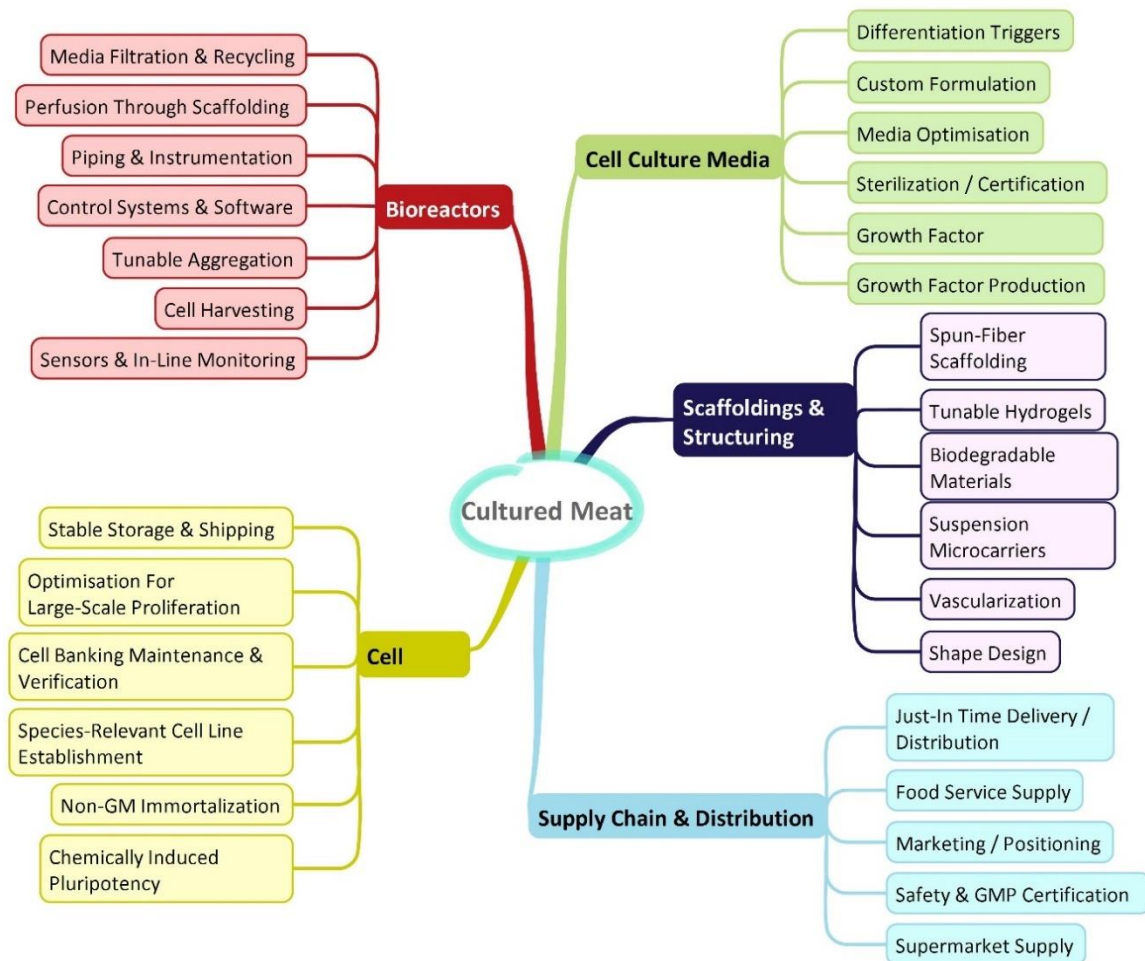 Media Filtration & Recycling
Perfusion Through Scaffolding
Piping & Instrumentation
Control Systems & Software
Tunable Aggregation
Cell Harvesting
Sensors & In-Line Monitoring
Bioreactors
Cell Culture Media
Differentiation Triggers
Custom Formulation
Media Optimisation
Sterilization / Certification
Growth Factor
Growth Factor Production
Scaffoldings &
Structuring
Spun-Fiber
Scaffolding
Tunable Hydrogels
Biodegradable
Materials
Suspension
Microcarriers
Vascularization
Shape Design
Cultured Meat
Stable Storage & Shipping
Optimisation For
Large-Scale Proliferation
Cell Banking Maintenance &
Verification
Species-Relevant Cell Line
Establishment
Non-GM Immortalization
Chemically Induced
Pluripotency
Cell
Supply Chain & Distribution
Just-In Time Delivery /
Distribution
Food Service Supply
Marketing / Positioning
Safety & GMP Certification
Supermarket Supply